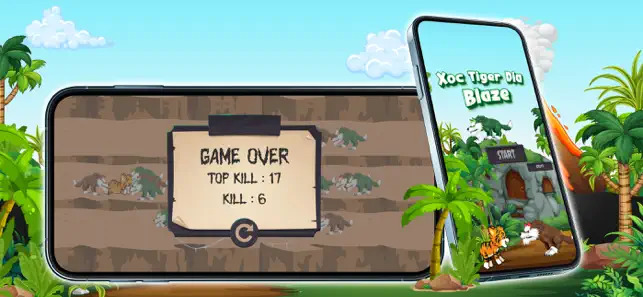 GAME OVER
TOP KILL : 17
KILL : 6
Xoc Tiger Dia
Blaze
START